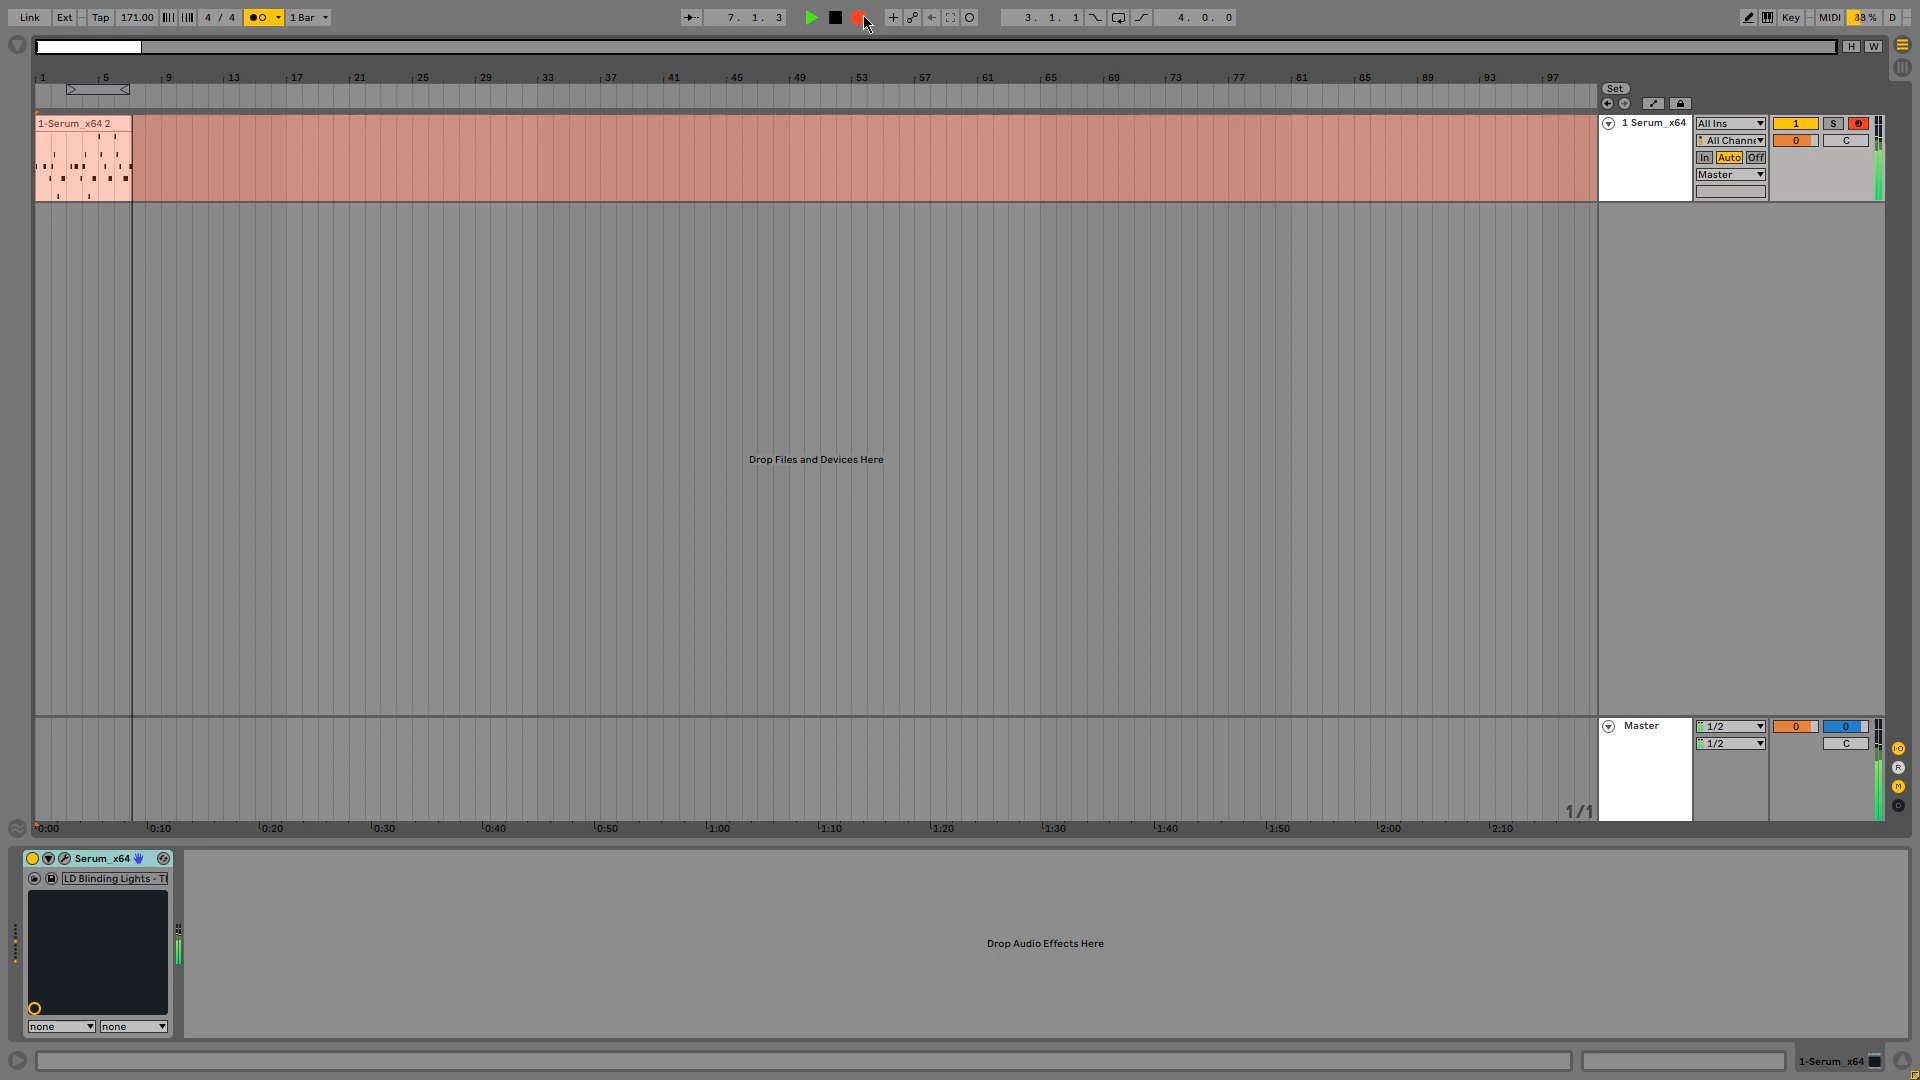 Link Ext Tap 171.00 4 / 4 1 Bar 7. 1. 3 3. 1. 1 4. 0. 0 Key MIDI 38 % D
H W
1 5 9 13 17 21 25 29 33 37 41 45 49 53 57 61 65 69 73 77 81 85 89 93 97
Set
1-Serum_x64 2 1 Serum_x64 All Ins 1 S
All Channe 0 C
In Auto Off
Master
Drop Files and Devices Here
Master 1/2 0 0
1/2 C
I·O
R
M
D
1/1
0:00 0:10 0:20 0:30 0:40 0:50 1:00 1:10 1:20 1:30 1:40 1:50 2:00 2:10
Serum_x64
LD Blinding Lights - Tl
Drop Audio Effects Here
none none
1-Serum_x64